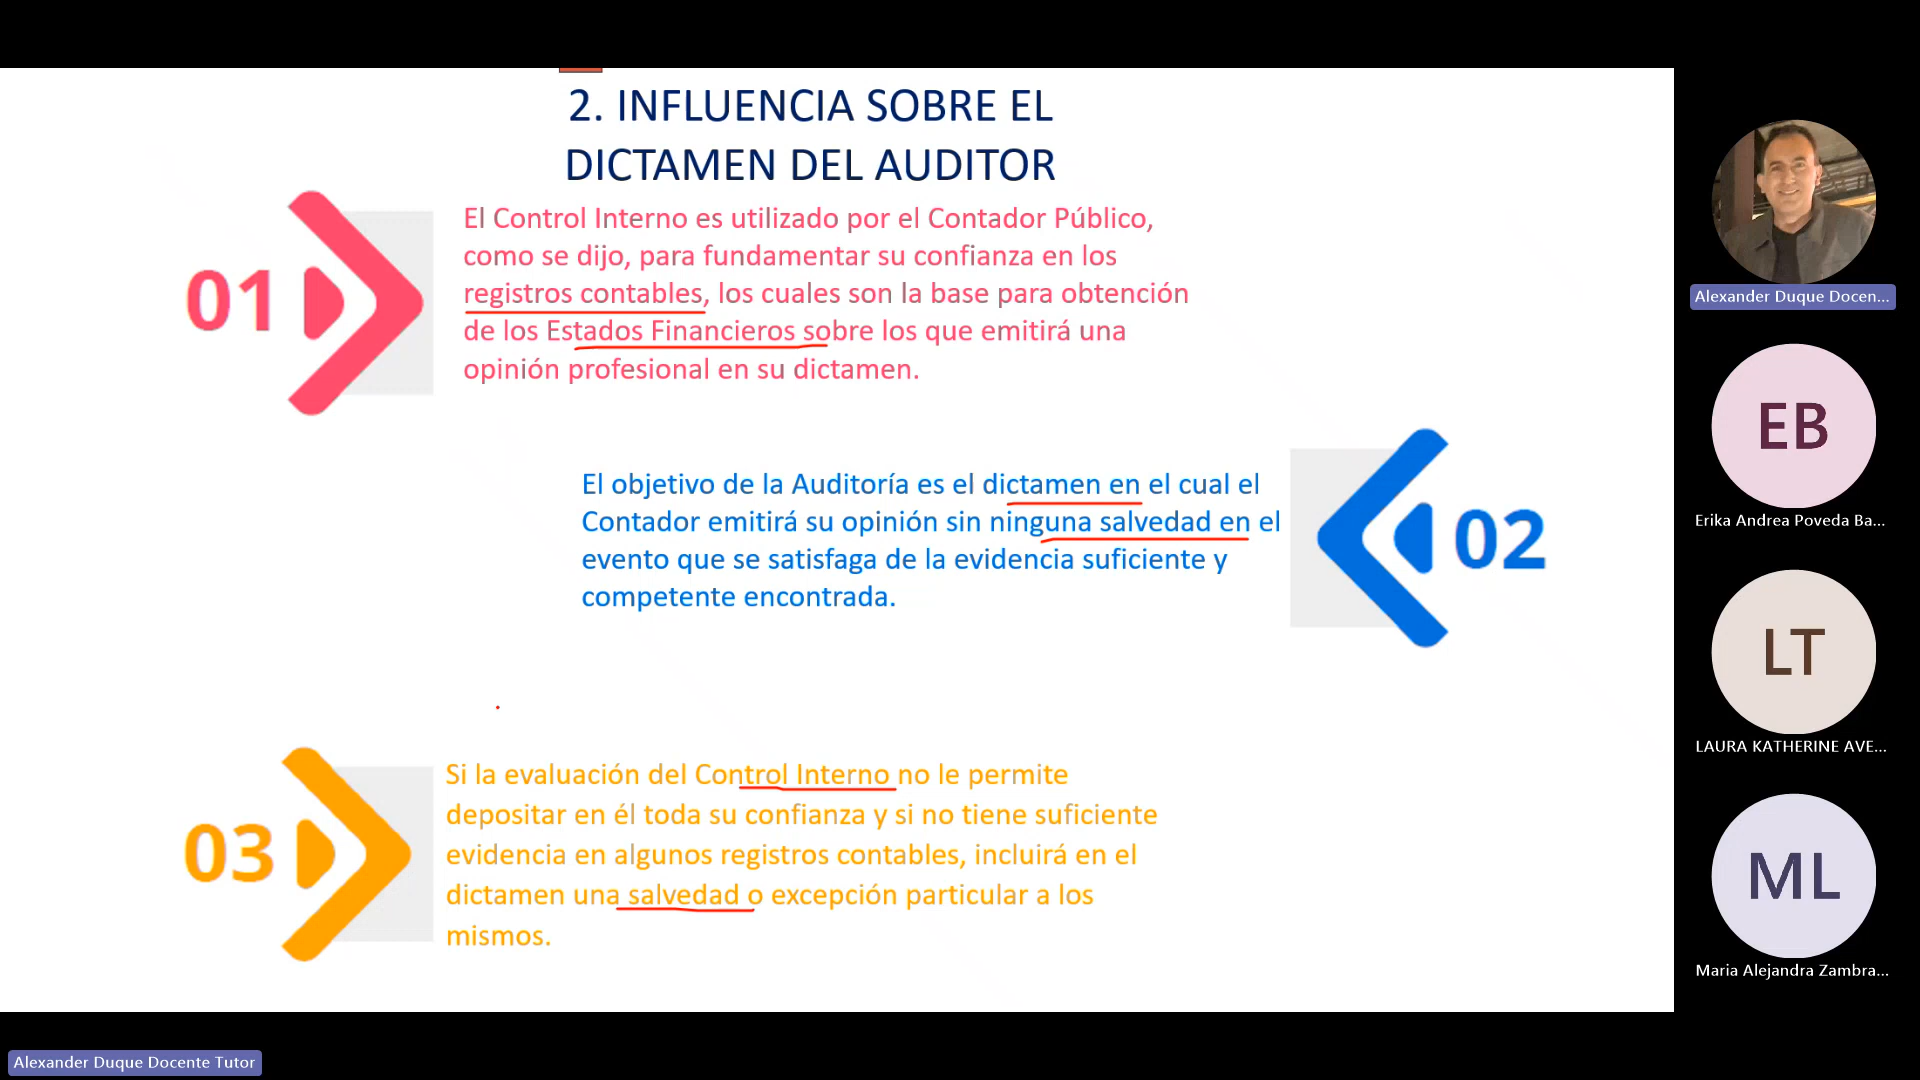 2. INFLUENCIA SOBRE EL
DICTAMEN DEL AUDITOR
01
El Control Interno es utilizado por el Contador Público,
como se dijo, para fundamentar su confianza en los
registros contables, los cuales son la base para obtención
de los Estados Financieros sobre los que emitirá una
opinión profesional en su dictamen.
El objetivo de la Auditoría es el dictamen en el cual el
Contador emitirá su opinión sin ninguna salvedad en el
evento que se satisfaga de la evidencia suficiente y
competente encontrada.
02
03
Si la evaluación del Control Interno no le permite
depositar en él toda su confianza y si no tiene suficiente
evidencia en algunos registros contables, incluirá en el
dictamen una salvedad o excepción particular a los
mismos.
Alexander Duque Docen...
EB
Erika Andrea Poveda Ba...
LT
LAURA KATHERINE AVE...
ML
Maria Alejandra Zambra...
Alexander Duque Docente Tutor